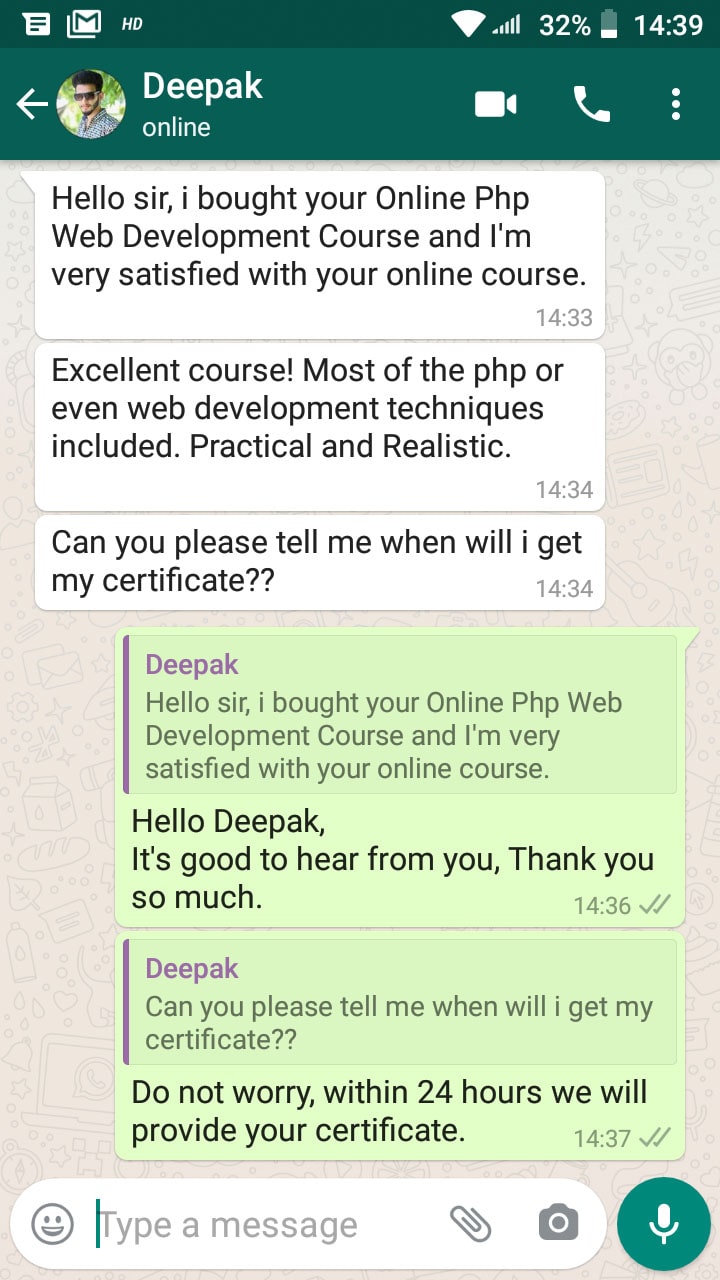 HD 32% 14:39
Deepak
online
Hello sir, i bought your Online Php
Web Development Course and I'm
very satisfied with your online course.
14:33
Excellent course! Most of the php or
even web development techniques
included. Practical and Realistic.
14:34
Can you please tell me when will i get
my certificate??
14:34
Deepak
Hello sir, i bought your Online Php Web
Development Course and I'm very
satisfied with your online course.
Hello Deepak,
It's good to hear from you, Thank you
so much.
14:36
Deepak
Can you please tell me when will i get my
certificate??
Do not worry, within 24 hours we will
provide your certificate.
14:37
Type a message